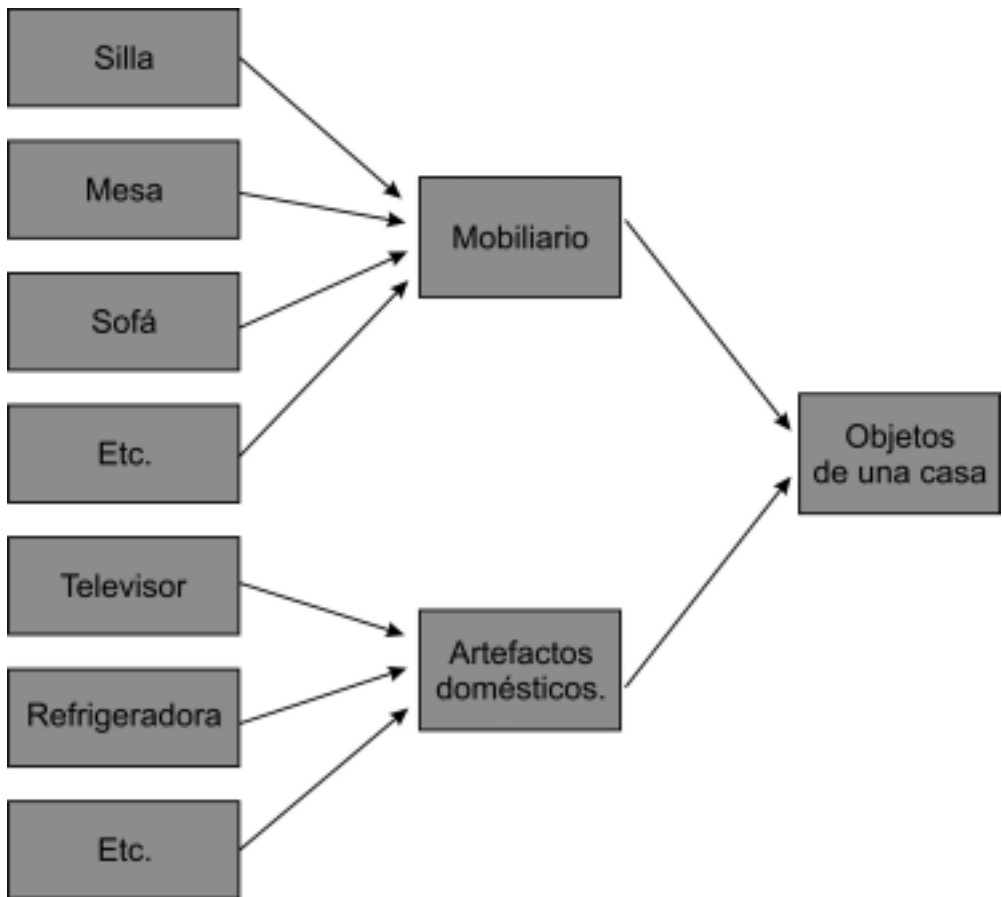 Silla
Mesa
Sofá
Etc.
Televisor
Refrigeradora
Etc.
Mobiliario
Artefactos
domésticos.
Objetos
de una casa